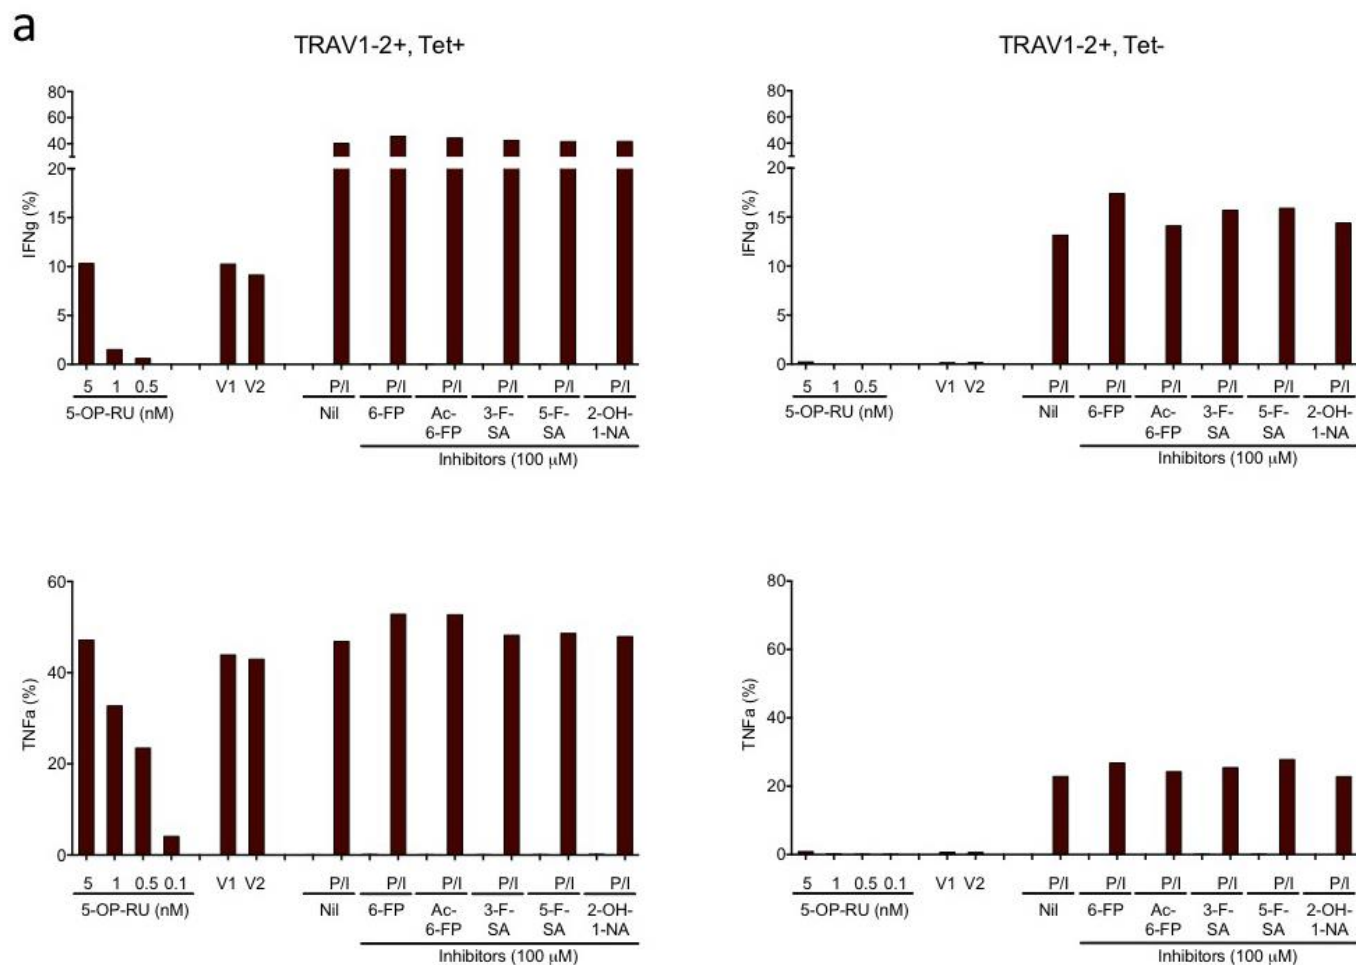 a
TRAV1-2+, Tet+
TRAV1-2+, Tet-
IFNg (%)
80
60
40
20
15
10
5
0
5 1 0.5
5-OP-RU (nM)
V1 V2
P/I P/I P/I P/I P/I P/I
Nil 6-FP Ac- 3-F- 5-F- 2-OH-
6-FP SA SA 1-NA
Inhibitors (100 μM)
IFNg (%)
80
60
40
20
15
10
5
0
5 1 0.5
5-OP-RU (nM)
V1 V2
P/I P/I P/I P/I P/I P/I
Nil 6-FP Ac- 3-F- 5-F- 2-OH-
6-FP SA SA 1-NA
Inhibitors (100 μM)
TNFa (%)
60
40
20
0
5 1 0.5 0.1
5-OP-RU (nM)
V1 V2
P/I P/I P/I P/I P/I P/I
Nil 6-FP Ac- 3-F- 5-F- 2-OH-
6-FP SA SA 1-NA
Inhibitors (100 μM)
TNFa (%)
80
60
40
20
0
5 1 0.5 0.1
5-OP-RU (nM)
V1 V2
P/I P/I P/I P/I P/I P/I
Nil 6-FP Ac- 3-F- 5-F- 2-OH-
6-FP SA SA 1-NA
Inhibitors (100 μM)